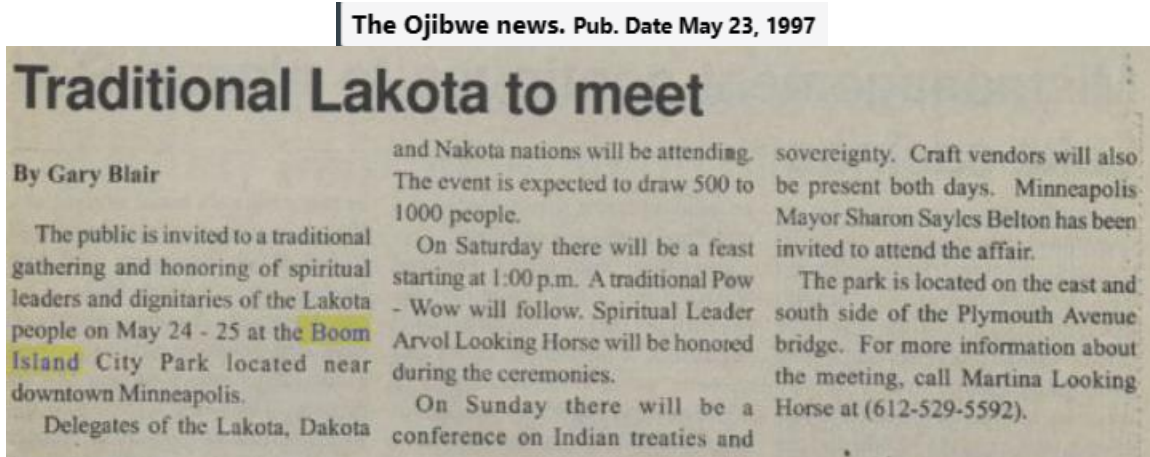 The Ojibwe news. Pub. Date May 23, 1997
Traditional Lakota to meet
By Gary Blair
The public is invited to a traditional
gathering and honoring of spiritual
leaders and dignitaries of the Lakota
people on May 24 - 25 at the Boom
Island City Park located near
downtown Minneapolis.
Delegates of the Lakota, Dakota
and Nakota nations will be attending.
The event is expected to draw 500 to
1000 people.
On Saturday there will be a feast
starting at 1:00 p.m. A traditional Pow
- Wow will follow. Spiritual Leader
Arvol Looking Horse will be honored
during the ceremonies.
On Sunday there will be a
conference on Indian treaties and
sovereignty. Craft vendors will also
be present both days. Minneapolis
Mayor Sharon Sayles Belton has been
invited to attend the affair.
The park is located on the east and
south side of the Plymouth Avenue
bridge. For more information about
the meeting, call Martina Looking
Horse at (612-529-5592).